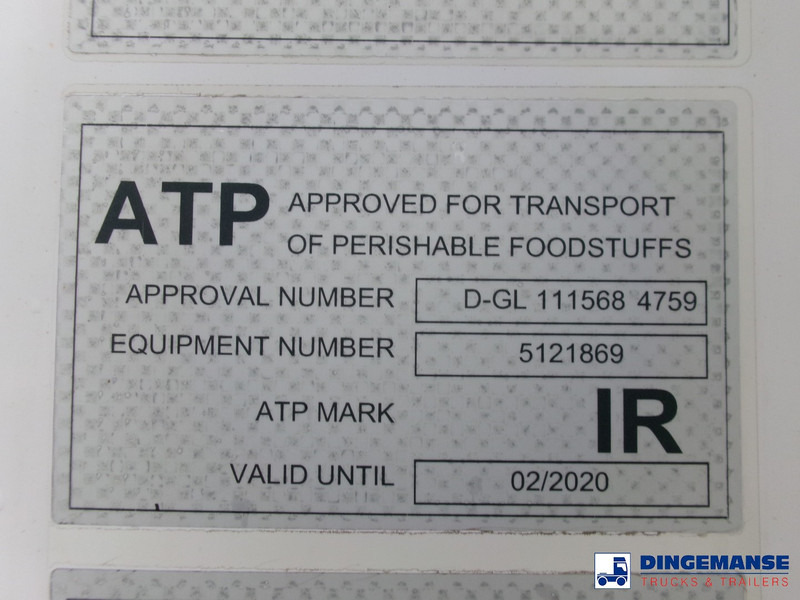 ATP APPROVED FOR TRANSPORT
OF PERISHABLE FOODSTUFFS
APPROVAL NUMBER D-GL 111568 4759
EQUIPMENT NUMBER 5121869
ATP MARK IR
VALID UNTIL 02/2020
DINGEMANSE
TRUCKS & TRAILERS